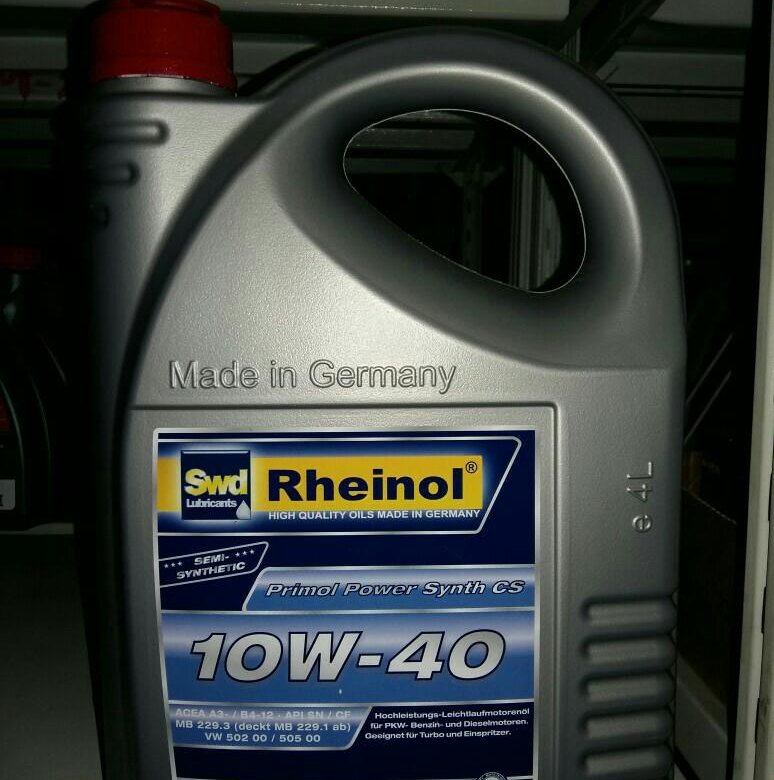 Made in Germany
Swd
Lubricants
Rheinol®
HIGH QUALITY OILS MADE IN GERMANY
e 4L
*** SEMI- ***
SYNTHETIC
Primol Power Synth CS
10W-40
ACEA A3- / B4-12 · API SN / CF
MB 229.3 (deckt MB 229.1 ab)
VW 502 00 / 505 00
Hochleistungs-Leichtlaufmotorenöl
für PKW- Benzin- und Dieselmotoren.
Geeignet für Turbo und Einspritzer.